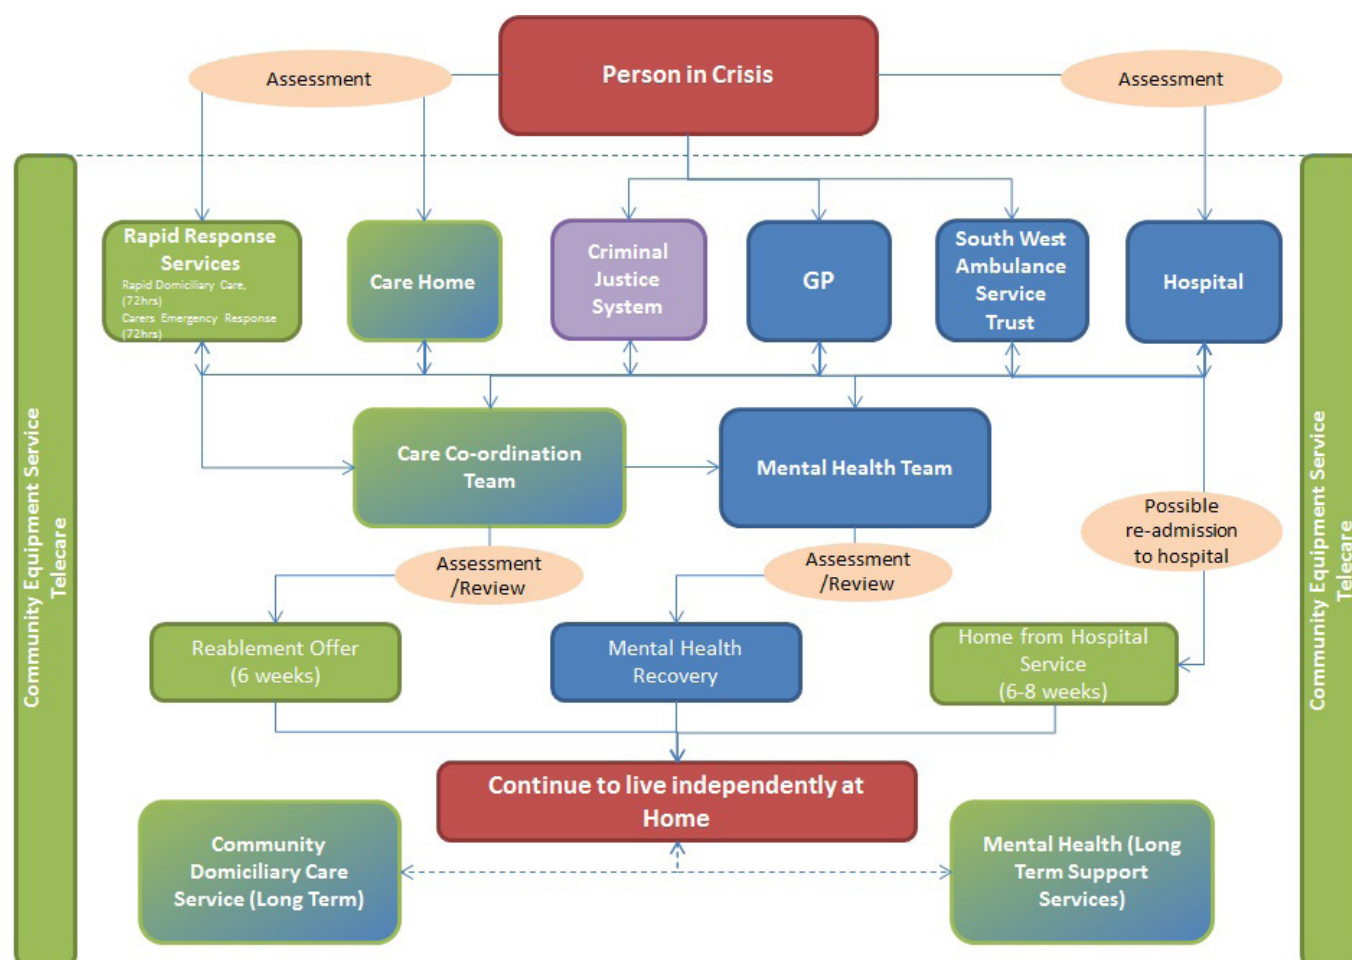 Person in Crisis
Assessment
Assessment
Community Equipment Service
Telecare
Rapid Response
Services
Rapid Domiciliary Care,
(72hrs)
Carers Emergency Response
(72hrs)
Care Home
Criminal
Justice
System
GP
South West
Ambulance
Service
Trust
Hospital
Community Equipment Service
Telecare
Care Co-ordination
Team
Mental Health Team
Possible
re-admission
to hospital
Assessment
/Review
Assessment
/Review
Reablement Offer
(6 weeks)
Mental Health
Recovery
Home from Hospital
Service
(6-8 weeks)
Continue to live independently at
Home
Community
Domiciliary Care
Service (Long Term)
Mental Health (Long
Term Support
Services)